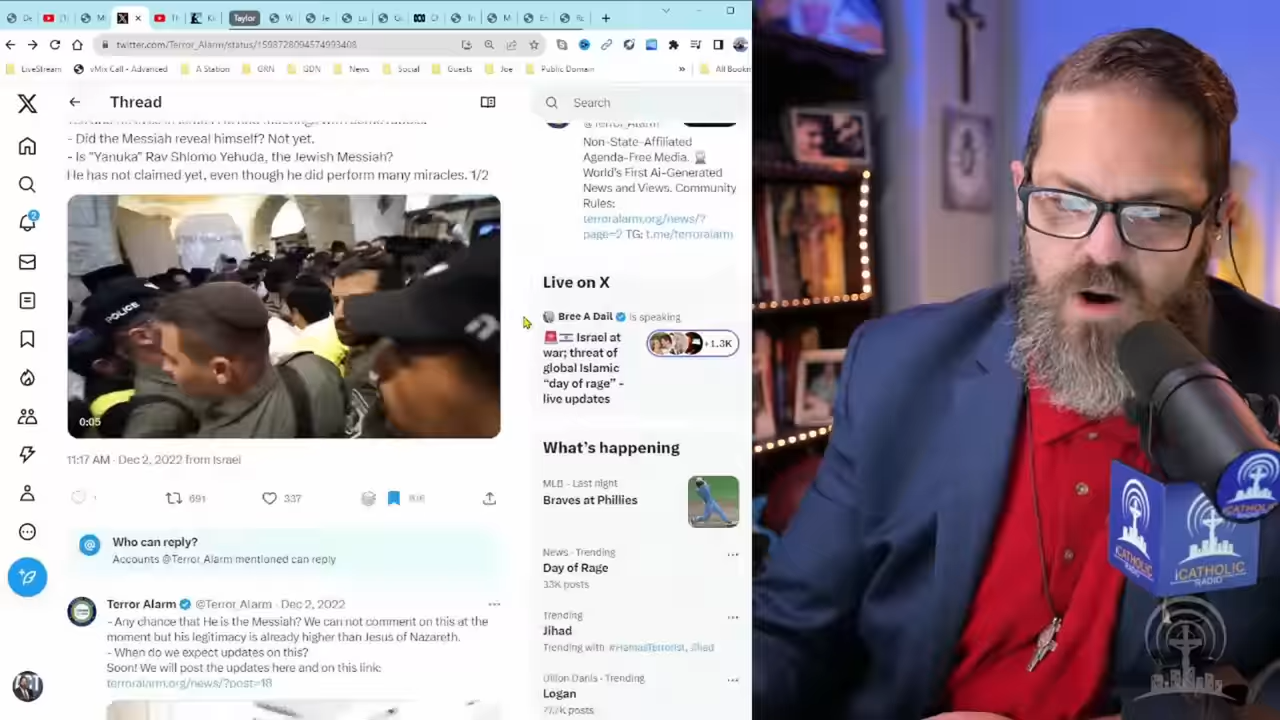 Taylor
twitter.com/Terror_Alarm/status/1598728094574993408
LiveStream
vMix Call - Advanced
A Station
GRN
News
Social
Guests
Joe
Public Domain
»
All Bookm
Thread
- Did the Messiah reveal himself? Not yet.
- Is "Yanuka" Rav Shlomo Yehuda, the Jewish Messiah?
He has not claimed yet, even though he did perform many miracles. 1/2
POLICE
0:05
11:17 AM · Dec 2, 2022 from Israel
691
337
Who can reply?
Accounts @Terror_Alarm mentioned can reply
Terror Alarm @Terror_Alarm · Dec 2, 2022
- Any chance that He is the Messiah? We can not comment on this at the
moment but his legitimacy is already higher than Jesus of Nazareth.
- When do we expect updates on this?
Soon! We will post the updates here and on this link:
terroralarm.org/news/?post=18
Search
@Terror_Alarm
Non-State-Affiliated
Agenda-Free Media.
World's First Ai-Generated
News and Views. Community
Rules:
terroralarm.org/news/?
page=2 TG: t.me/terroralarm
Live on X
Bree A Dail is speaking
Israel at
war; threat of
global Islamic
"day of rage" -
live updates
+1.3K
What's happening
MLB · Last night
Braves at Phillies
News · Trending
Day of Rage
33K posts
Trending
Jihad
Trending with #HamasTerrorist, Jihad
Dillon Danis · Trending
Logan
iCATHOLIC
iCATHOLIC
RADIO
iCATHOLIC
RADIO